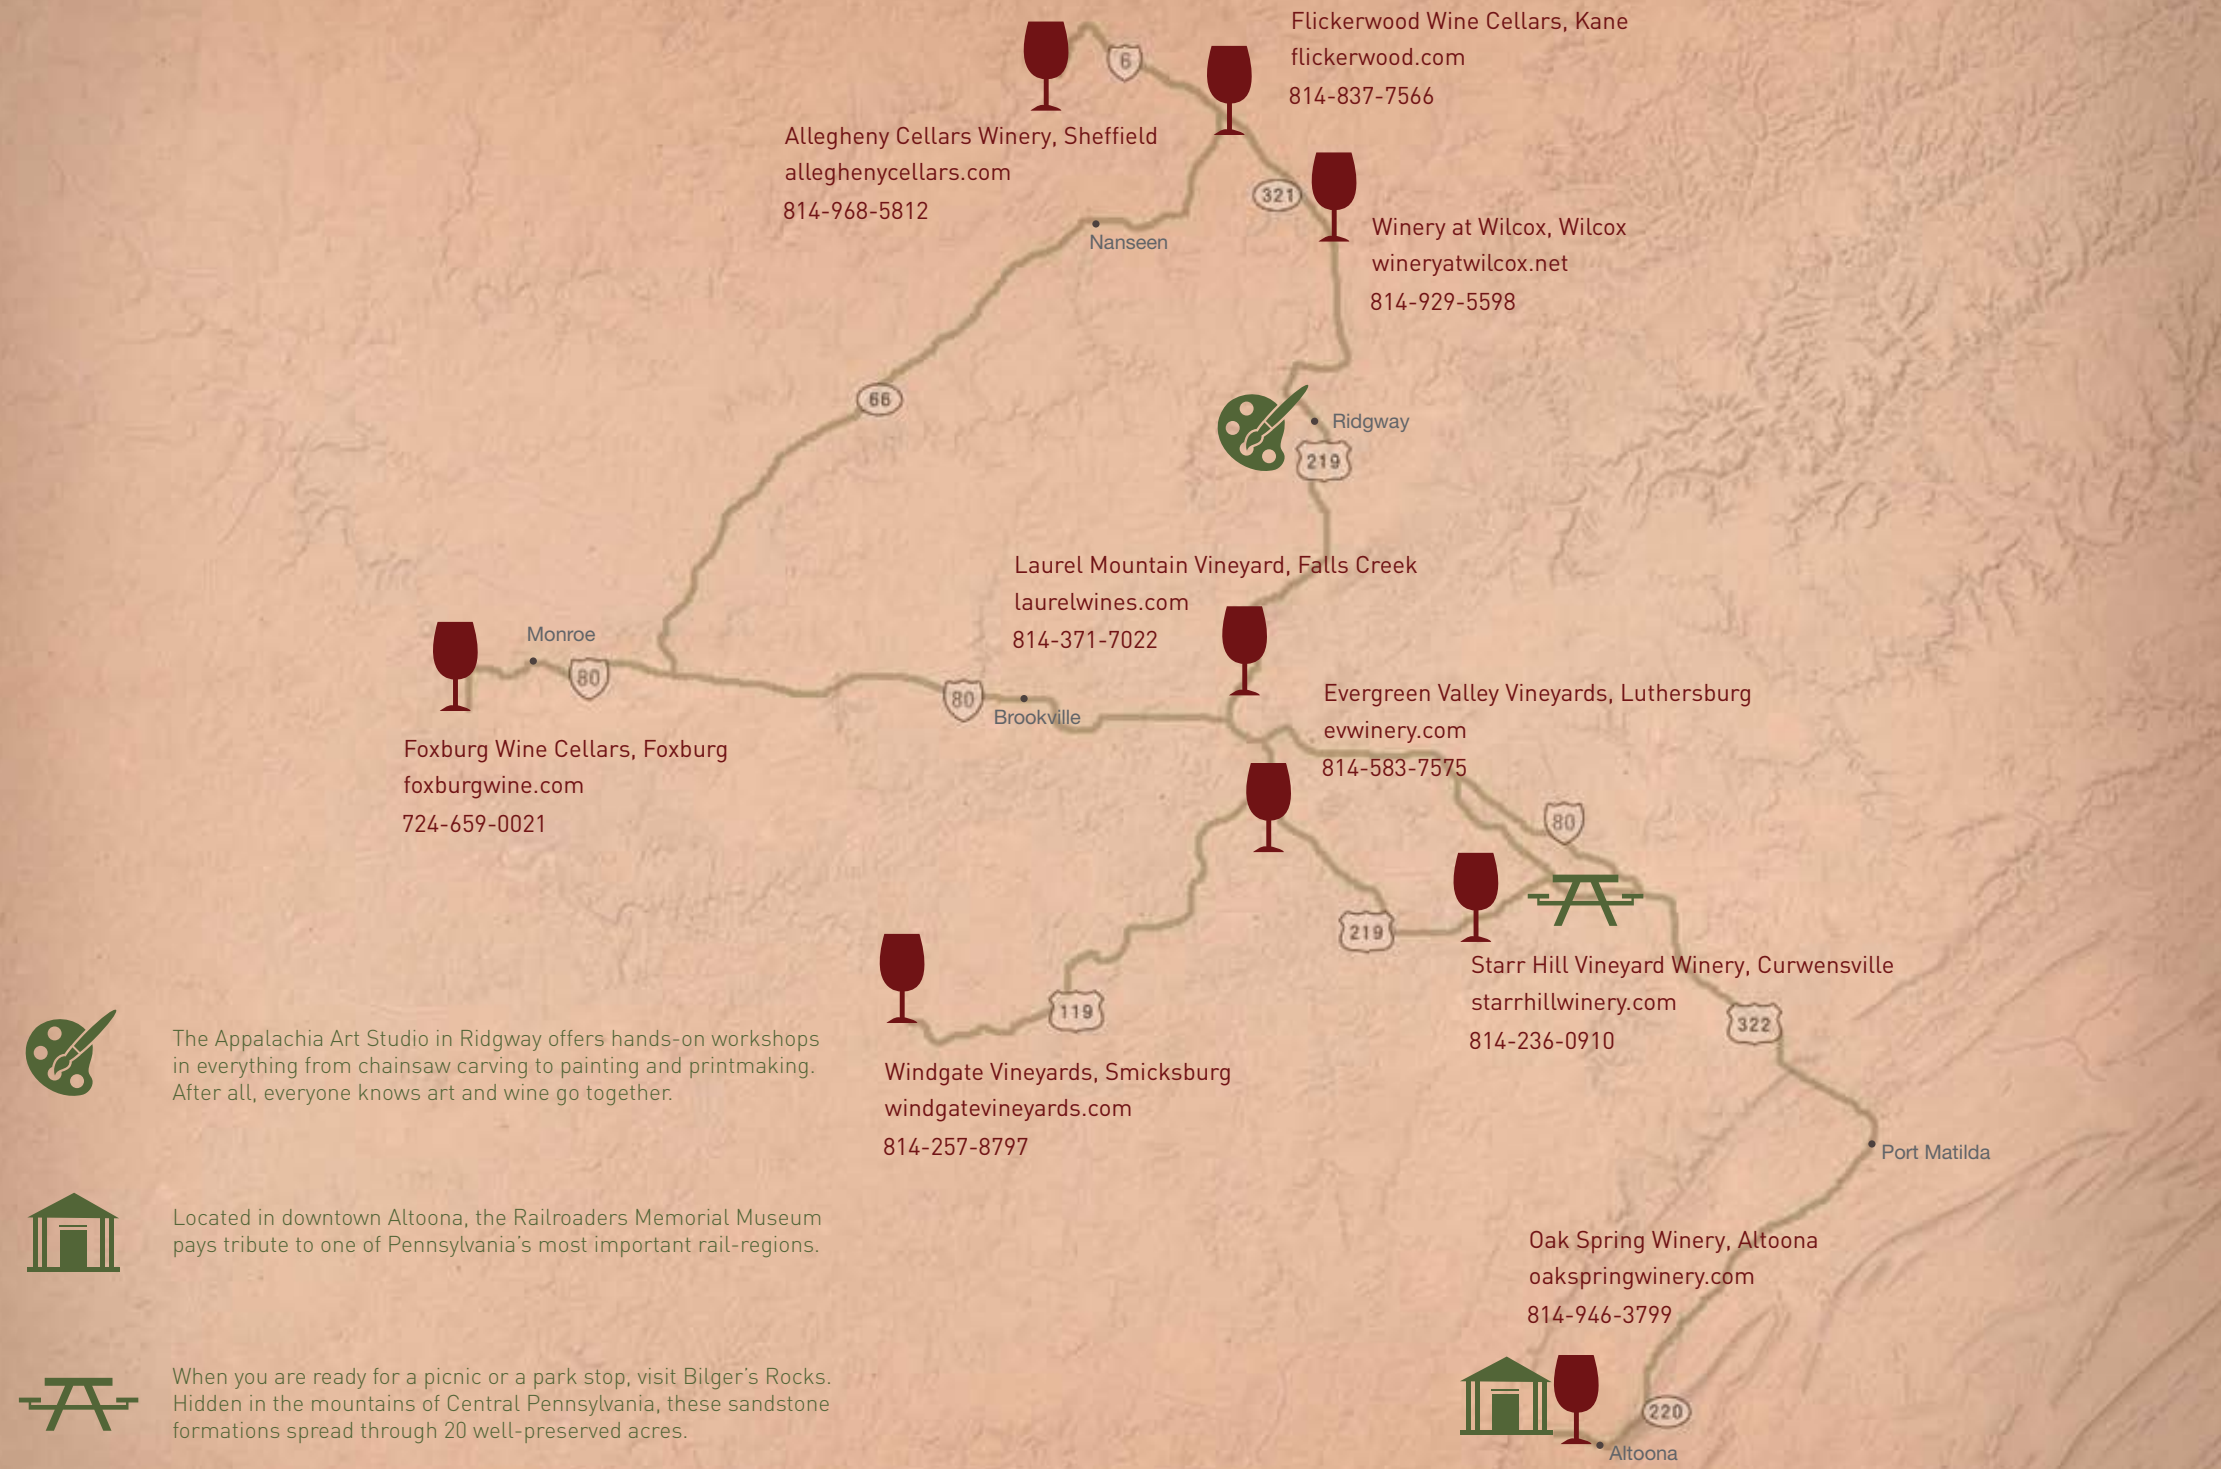 Flickerwood Wine Cellars, Kane
flickerwood.com
814-837-7566
6
Allegheny Cellars Winery, Sheffield
alleghenycellars.com
814-968-5812
321
Winery at Wilcox, Wilcox
wineryatwilcox.net
814-929-5598
Nanseen
66
Ridgway
219
Laurel Mountain Vineyard, Falls Creek
laurelwines.com
814-371-7022
Monroe
80
80
Brookville
Foxburg Wine Cellars, Foxburg
foxburgwine.com
724-659-0021
Evergreen Valley Vineyards, Luthersburg
evwinery.com
814-583-7575
80
219
Starr Hill Vineyard Winery, Curwensville
starrhillwinery.com
814-236-0910
119
322
Windgate Vineyards, Smicksburg
windgatevineyards.com
814-257-8797
Port Matilda
Oak Spring Winery, Altoona
oakspringwinery.com
814-946-3799
220
Altoona
The Appalachia Art Studio in Ridgway offers hands-on workshops
in everything from chainsaw carving to painting and printmaking.
After all, everyone knows art and wine go together.
Located in downtown Altoona, the Railroaders Memorial Museum
pays tribute to one of Pennsylvania's most important rail-regions.
When you are ready for a picnic or a park stop, visit Bilger's Rocks.
Hidden in the mountains of Central Pennsylvania, these sandstone
formations spread through 20 well-preserved acres.